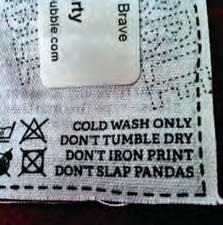 Brave
rty
ubble.com
COLD WASH ONLY
DON'T TUMBLE DRY
DON'T IRON PRINT
DON'T SLAP PANDAS